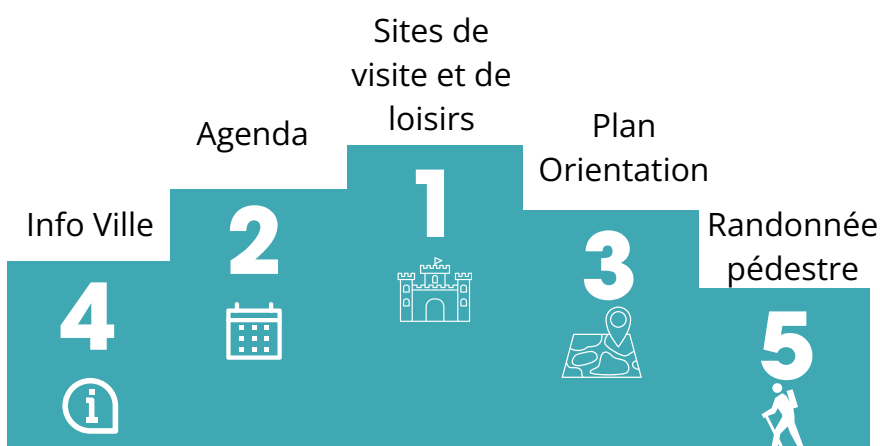 Sites de
visite et de
loisirs
1
Agenda
2
Plan
Orientation
3
Info Ville
4
i
Randonnée
pédestre
5